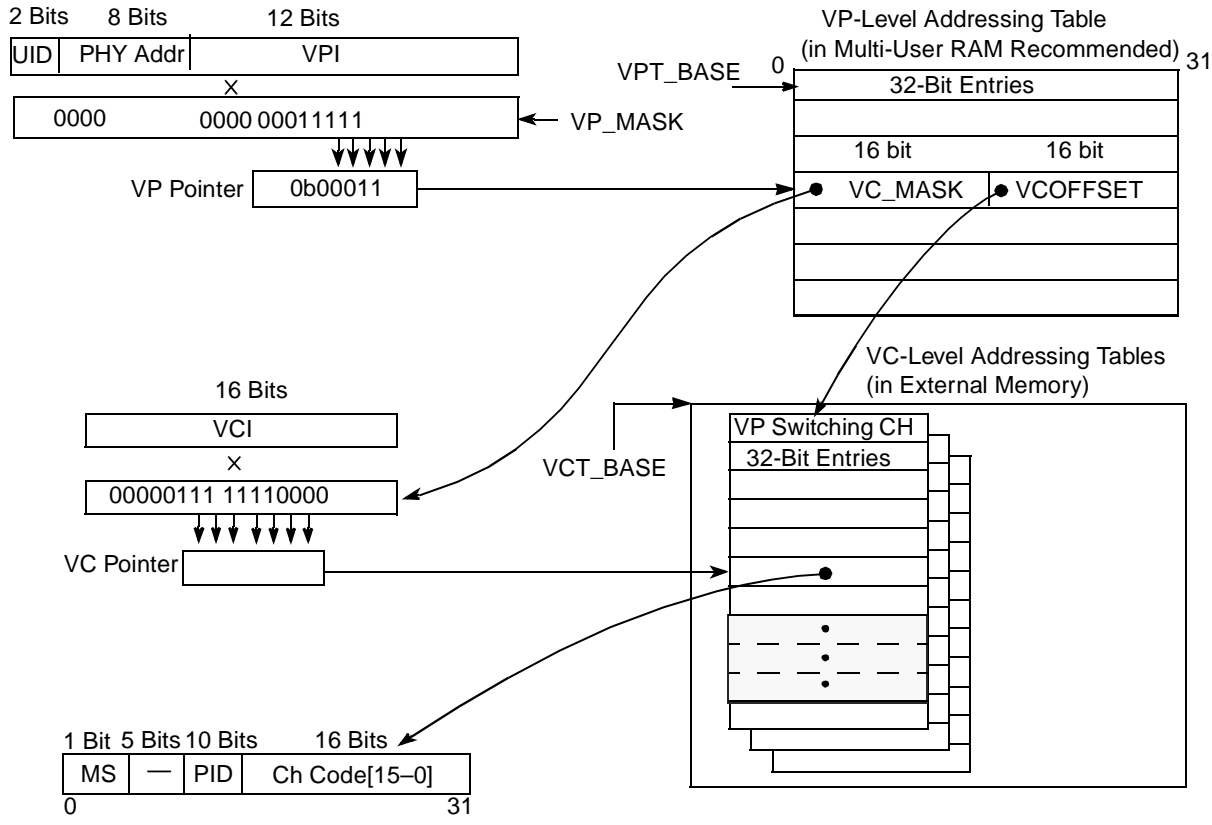 2 Bits 8 Bits 12 Bits
UID PHY Addr VPI
×
0000 0000 00011111
VP_MASK
VP Pointer 0b00011
VP-Level Addressing Table
(in Multi-User RAM Recommended)
VPT_BASE 0 31
32-Bit Entries
16 bit 16 bit
VC_MASK VCOFFSET
VC-Level Addressing Tables
(in External Memory)
16 Bits
VCI
×
00000111 11110000
VC Pointer
VCT_BASE
VP Switching CH
32-Bit Entries
1 Bit 5 Bits 10 Bits 16 Bits
MS — PID Ch Code[15–0]
0 31